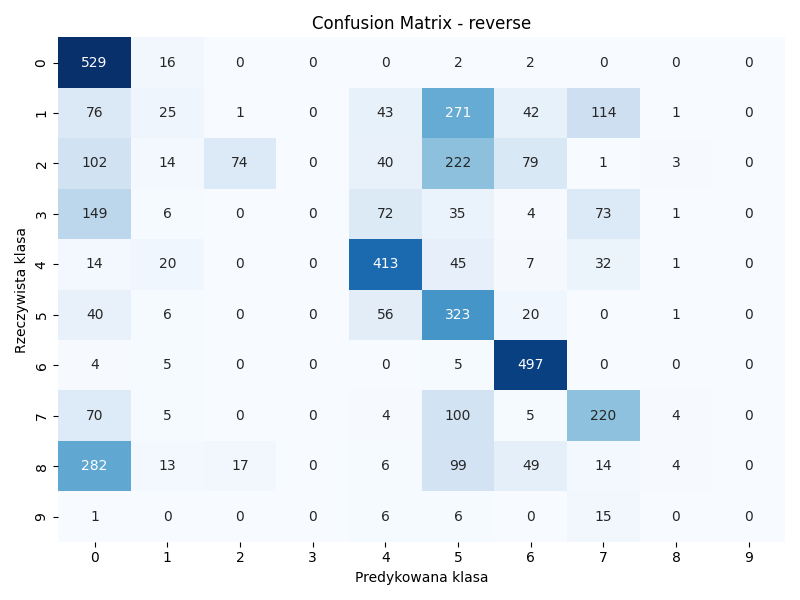 Confusion Matrix - reverse
Rzeczywista klasa
0 529 16 0 0 0 2 2 0 0 0
1 76 25 1 0 43 271 42 114 1 0
2 102 14 74 0 40 222 79 1 3 0
3 149 6 0 0 72 35 4 73 1 0
4 14 20 0 0 413 45 7 32 1 0
5 40 6 0 0 56 323 20 0 1 0
6 4 5 0 0 0 5 497 0 0 0
7 70 5 0 0 4 100 5 220 4 0
8 282 13 17 0 6 99 49 14 4 0
9 1 0 0 0 6 6 0 15 0 0
0 1 2 3 4 5 6 7 8 9
Predykowana klasa